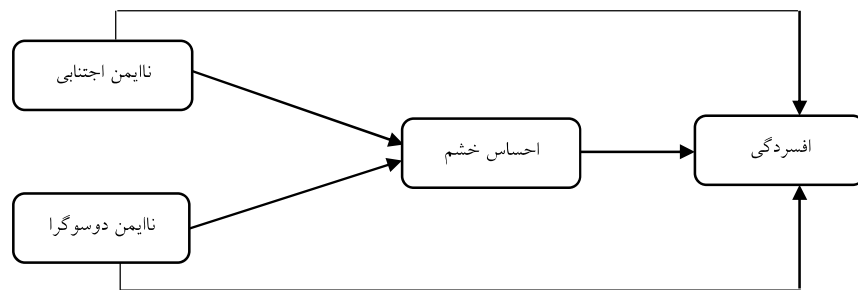 ناایمن اجتنابی
احساس خشم
افسردگی
ناایمن دوسوگرا